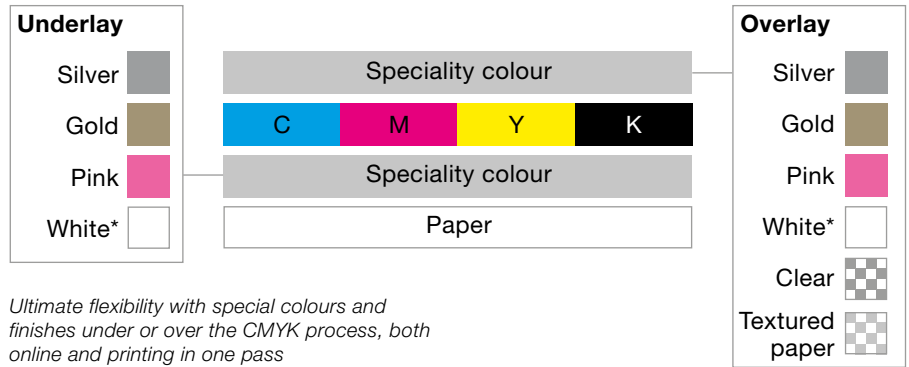 Underlay
Silver
Gold
Pink
White*
Speciality colour
C M Y K
Speciality colour
Paper
Overlay
Silver
Gold
Pink
White*
Clear
Textured
paper
Ultimate flexibility with special colours and
finishes under or over the CMYK process, both
online and printing in one pass